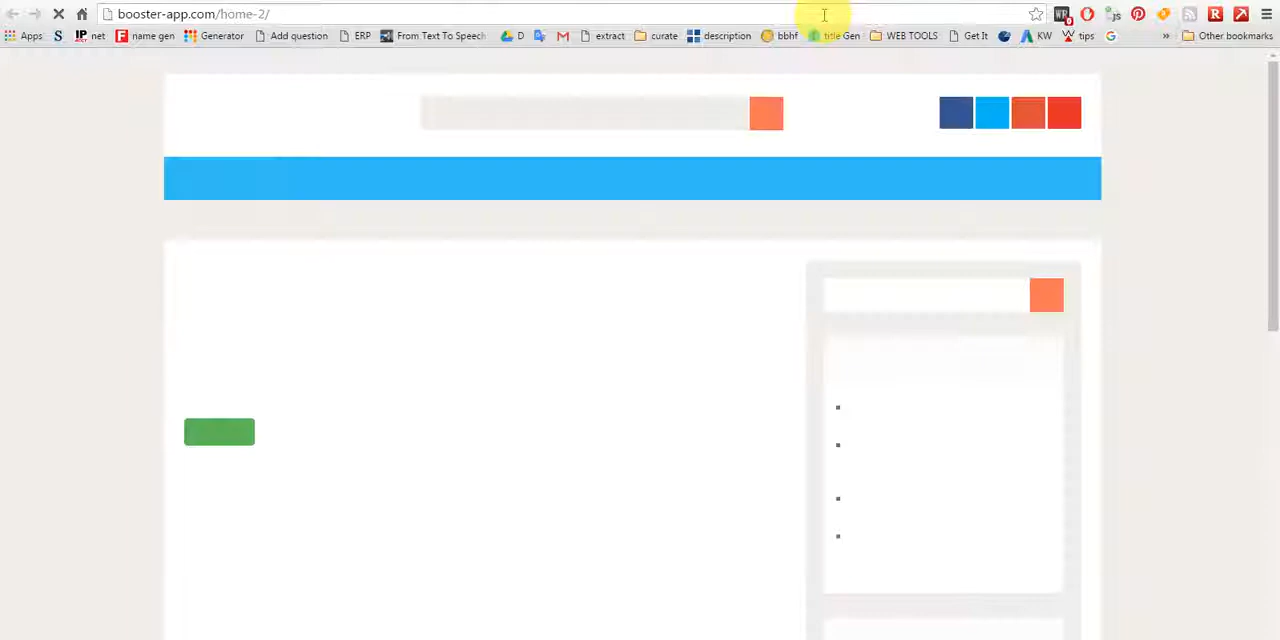 booster-app.com/home-2/
Apps S IP net name gen Generator Add question ERP From Text To Speech D extract curate description bbhf title Gen WEB TOOLS Get It KW tips » Other bookmarks